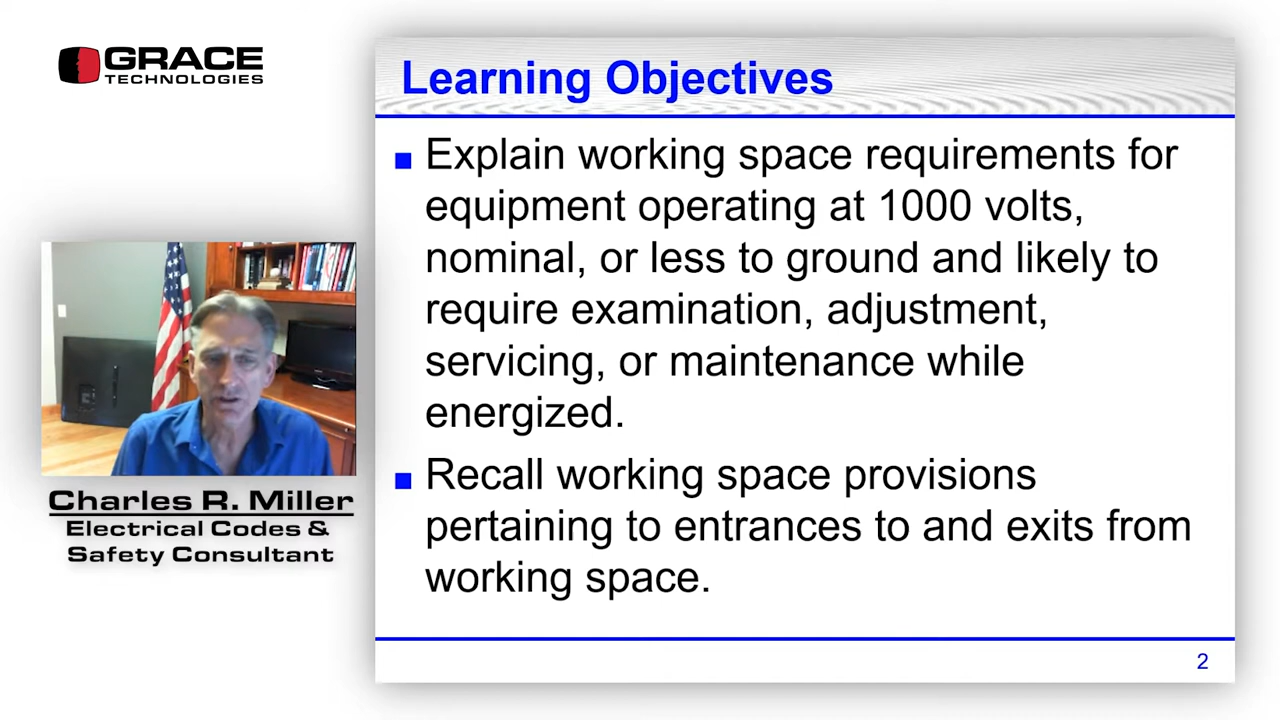 GRACE
TECHNOLOGIES
Learning Objectives
Explain working space requirements for
equipment operating at 1000 volts,
nominal, or less to ground and likely to
require examination, adjustment,
servicing, or maintenance while
energized.
Recall working space provisions
pertaining to entrances to and exits from
working space.
2
Charles R. Miller
Electrical Codes &
Safety Consultant